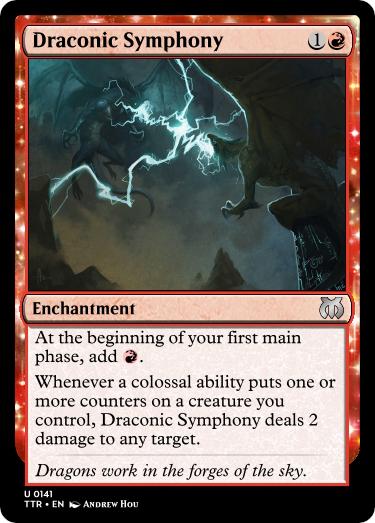 Draconic Symphony 1
Enchantment
At the beginning of your first main
phase, add
Whenever a colossal ability puts one or
more counters on a creature you
control, Draconic Symphony deals 2
damage to any target.
Dragons work in the forges of the sky.
U 0141
TTR • EN Andrew Hou